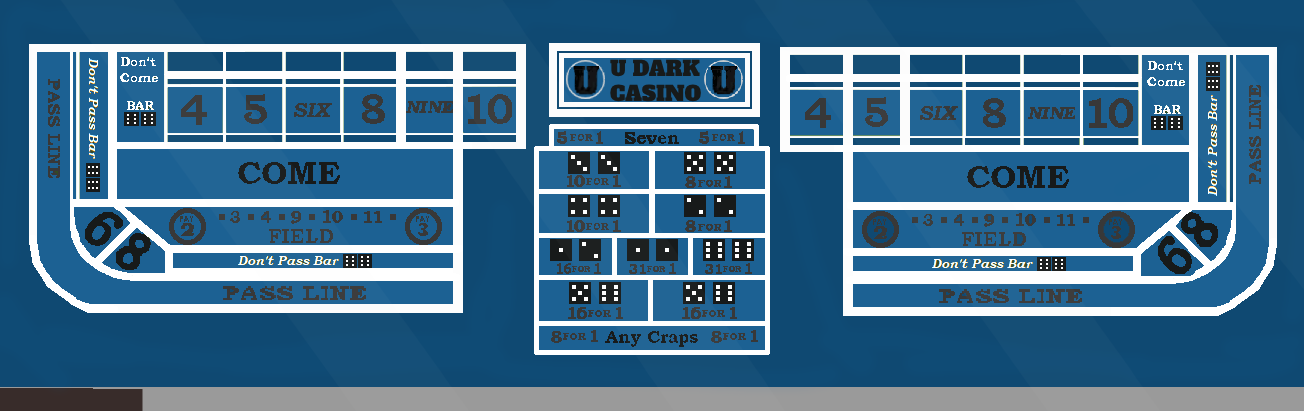 PASS LINE
Don't Pass Bar
Don't
Come
BAR
4 5 SIX 8 NINE 10
COME
6 8
PAY
2
3 4 9 10 11
FIELD
PAY
3
Don't Pass Bar
PASS LINE
U U DARK U
CASINO
5 FOR 1 Seven 5 FOR 1
10 FOR 1 8 FOR 1
10 FOR 1 8 FOR 1
16 FOR 1 31 FOR 1 31 FOR 1
16 FOR 1 16 FOR 1
8 FOR 1 Any Craps 8 FOR 1
4 5 SIX 8 NINE 10
Don't
Come
BAR
Don't Pass Bar
PASS LINE
COME
2
3 4 9 10 11
FIELD
3
6 8
Don't Pass Bar
PASS LINE